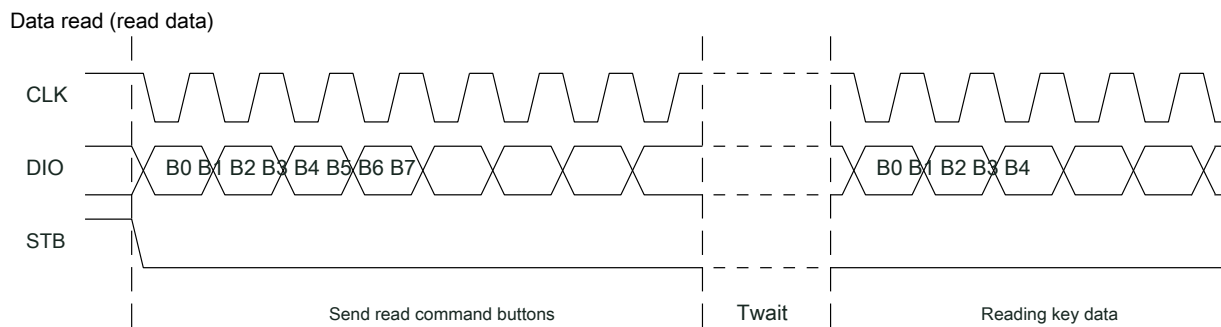 Data read (read data)
CLK
DIO B0 B1 B2 B3 B4 B5 B6 B7 B0 B1 B2 B3 B4
STB
Send read command buttons Twait Reading key data